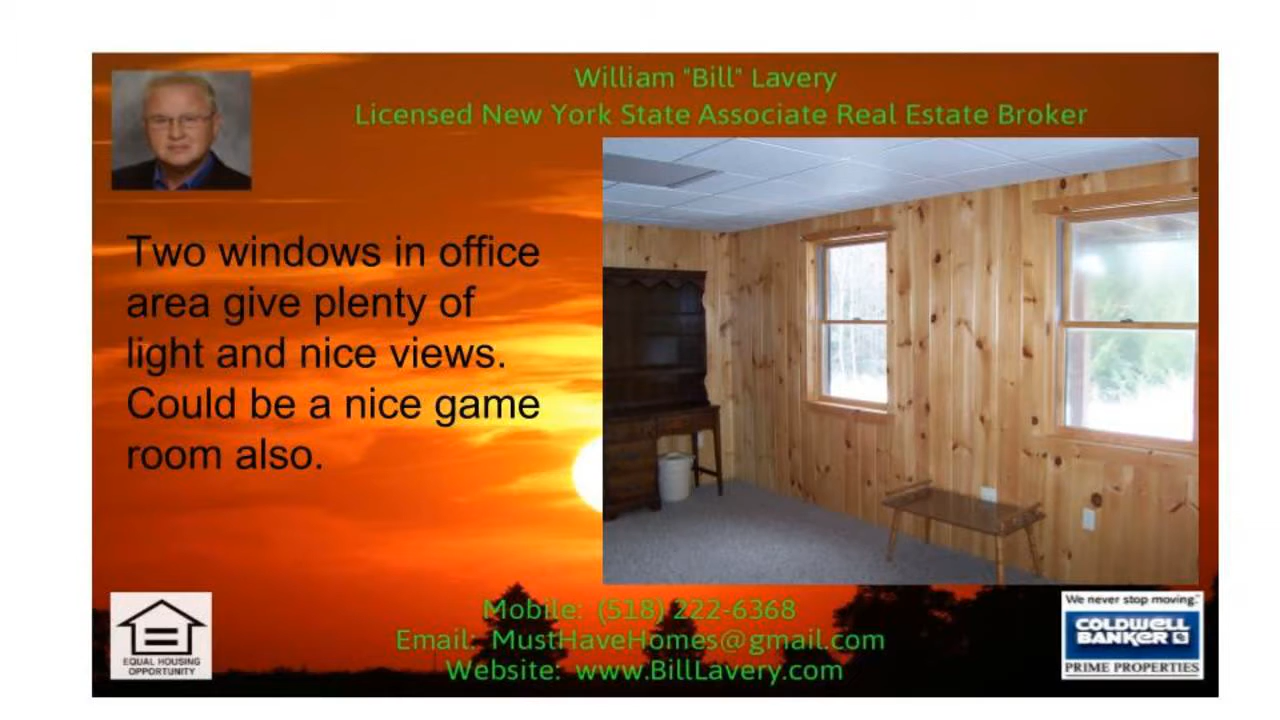 William "Bill" Lavery
Licensed New York State Associate Real Estate Broker
Two windows in office
area give plenty of
light and nice views.
Could be a nice game
room also.
Mobile: (518) 222-6368
Email: MustHaveHomes@gmail.com
Website: www.BillLavery.com
EQUAL HOUSING
OPPORTUNITY
We never stop moving.
COLDWELL
BANKER
PRIME PROPERTIES